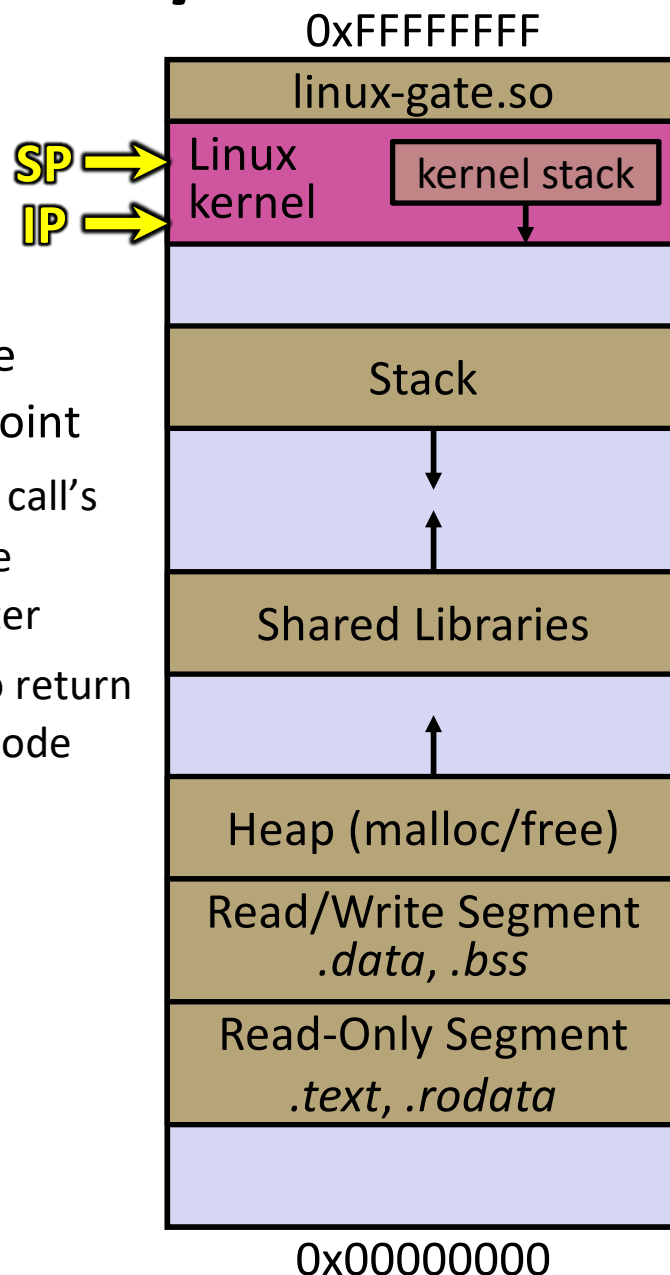 0xFFFFFFFF
linux-gate.so
SP
IP
Linux
kernel
kernel stack
Stack
oint
call's
Shared Libraries
return
ode
Heap (malloc/free)
Read/Write Segment
.data, .bss
Read-Only Segment
.text, .rodata
0x00000000